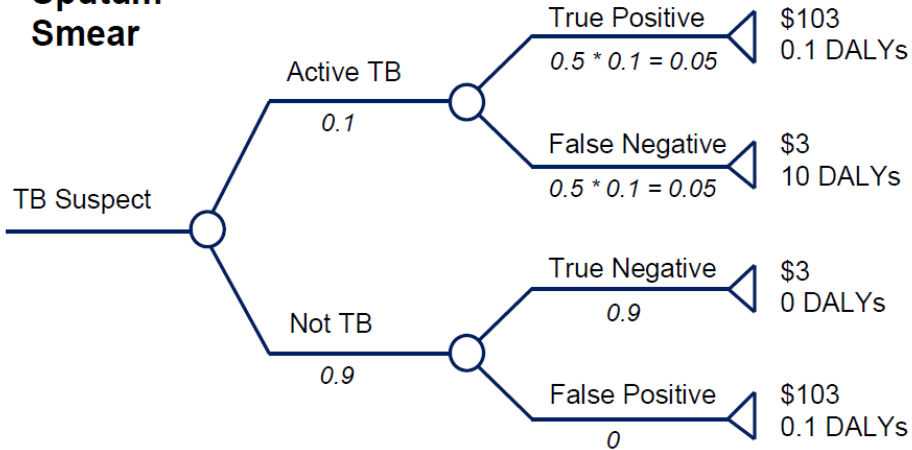 Smear
True Positive
0.5 * 0.1 = 0.05
$103
0.1 DALYs
Active TB
0.1
False Negative
0.5 * 0.1 = 0.05
$3
10 DALYs
TB Suspect
True Negative
0.9
$3
0 DALYs
Not TB
0.9
False Positive
0
$103
0.1 DALYs